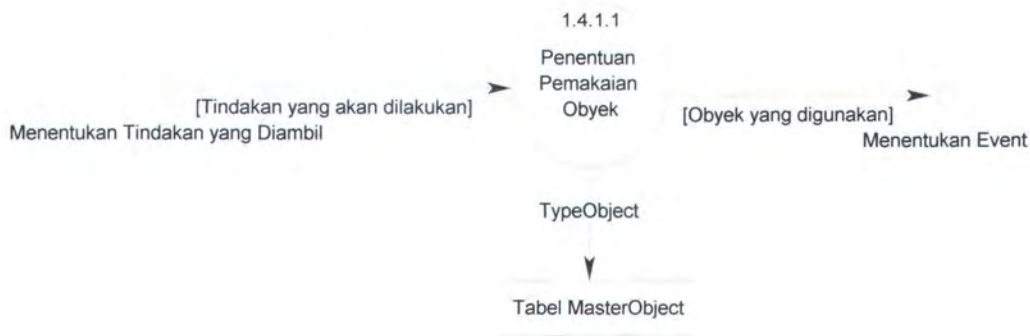 1.4.1.1
Penentuan
Pemakaian
Obyek
[Tindakan yang akan dilakukan]
Menentukan Tindakan yang Diambil
[Obyek yang digunakan]
Menentukan Event
TypeObject
Tabel MasterObject